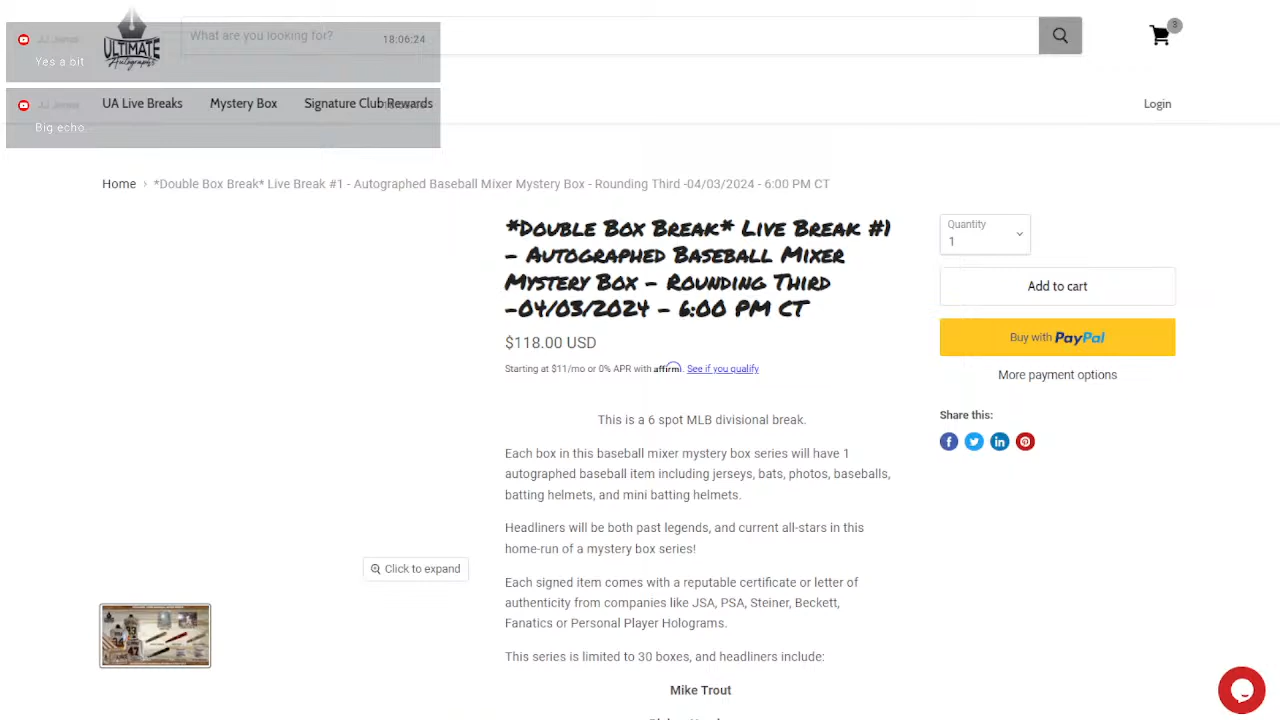 18:06:24
Yes a bit
Big echo.
ULTIMATE
Autographs
What are you looking for?
3
UA Live Breaks
Mystery Box
Signature Club Rewards
Login
Home › *Double Box Break* Live Break #1 - Autographed Baseball Mixer Mystery Box - Rounding Third -04/03/2024 - 6:00 PM CT
*Double Box Break* Live Break #1
- Autographed Baseball Mixer
Mystery Box - Rounding Third
-04/03/2024 - 6:00 PM CT
$118.00 USD
Starting at $11/mo or 0% APR with affirm. See if you qualify
This is a 6 spot MLB divisional break.
Each box in this baseball mixer mystery box series will have 1
autographed baseball item including jerseys, bats, photos, baseballs,
batting helmets, and mini batting helmets.
Headliners will be both past legends, and current all-stars in this
home-run of a mystery box series!
Each signed item comes with a reputable certificate or letter of
authenticity from companies like JSA, PSA, Steiner, Beckett,
Fanatics or Personal Player Holograms.
This series is limited to 30 boxes, and headliners include:
Mike Trout
Quantity
1
Add to cart
Buy with PayPal
More payment options
Share this:
Click to expand